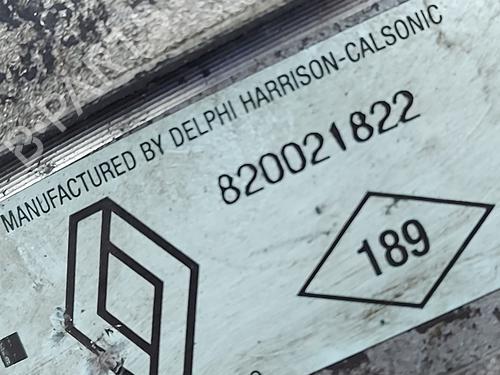 MANUFACTURED BY DELPHI HARRISON-CALSONIC
820021822
189